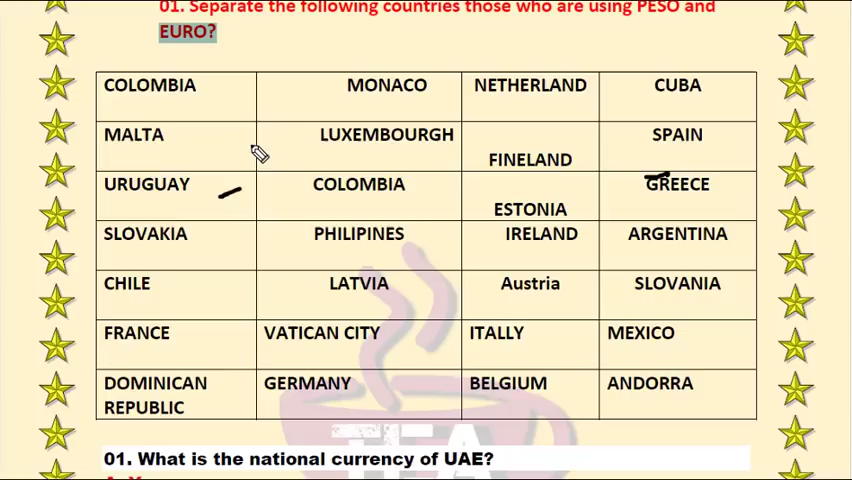 01. Separate the following countries those who are using PESO and
EURO?
COLOMBIA MONACO NETHERLAND CUBA
MALTA LUXEMBOURGH FINELAND SPAIN
URUGUAY COLOMBIA ESTONIA GREECE
SLOVAKIA PHILIPINES IRELAND ARGENTINA
CHILE LATVIA Austria SLOVANIA
FRANCE VATICAN CITY ITALLY MEXICO
DOMINICAN REPUBLIC GERMANY BELGIUM ANDORRA
TEA
01. What is the national currency of UAE?